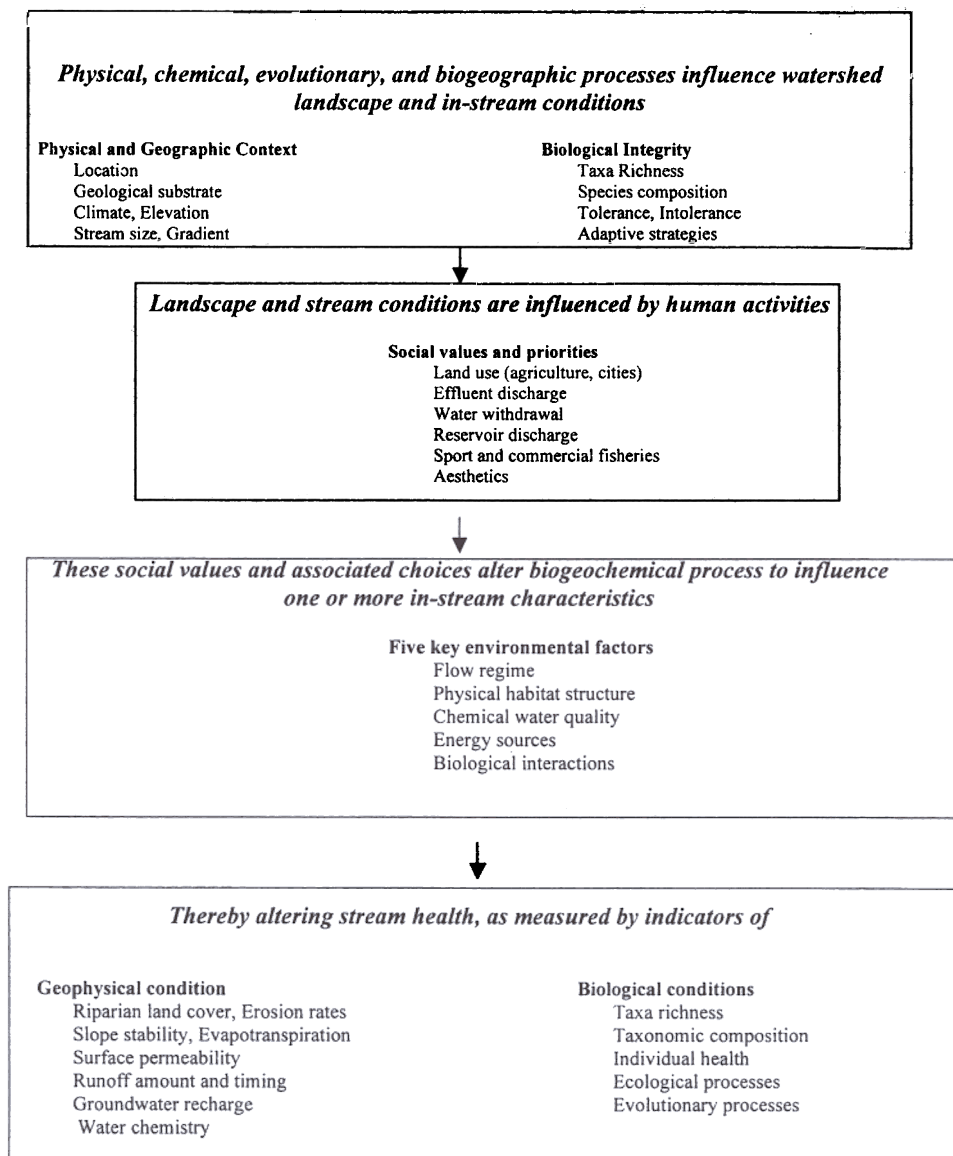 Physical, chemical, evolutionary, and biogeographic processes influence watershed
landscape and in-stream conditions
Physical and Geographic Context
Location
Geological substrate
Climate, Elevation
Stream size, Gradient
Biological Integrity
Taxa Richness
Species composition
Tolerance, Intolerance
Adaptive strategies
Landscape and stream conditions are influenced by human activities
Social values and priorities
Land use (agriculture, cities)
Effluent discharge
Water withdrawal
Reservoir discharge
Sport and commercial fisheries
Aesthetics
These social values and associated choices alter biogeochemical process to influence
one or more in-stream characteristics
Five key environmental factors
Flow regime
Physical habitat structure
Chemical water quality
Energy sources
Biological interactions
Thereby altering stream health, as measured by indicators of
Geophysical condition
Riparian land cover, Erosion rates
Slope stability, Evapotranspiration
Surface permeability
Runoff amount and timing
Groundwater recharge
Water chemistry
Biological conditions
Taxa richness
Taxonomic composition
Individual health
Ecological processes
Evolutionary processes